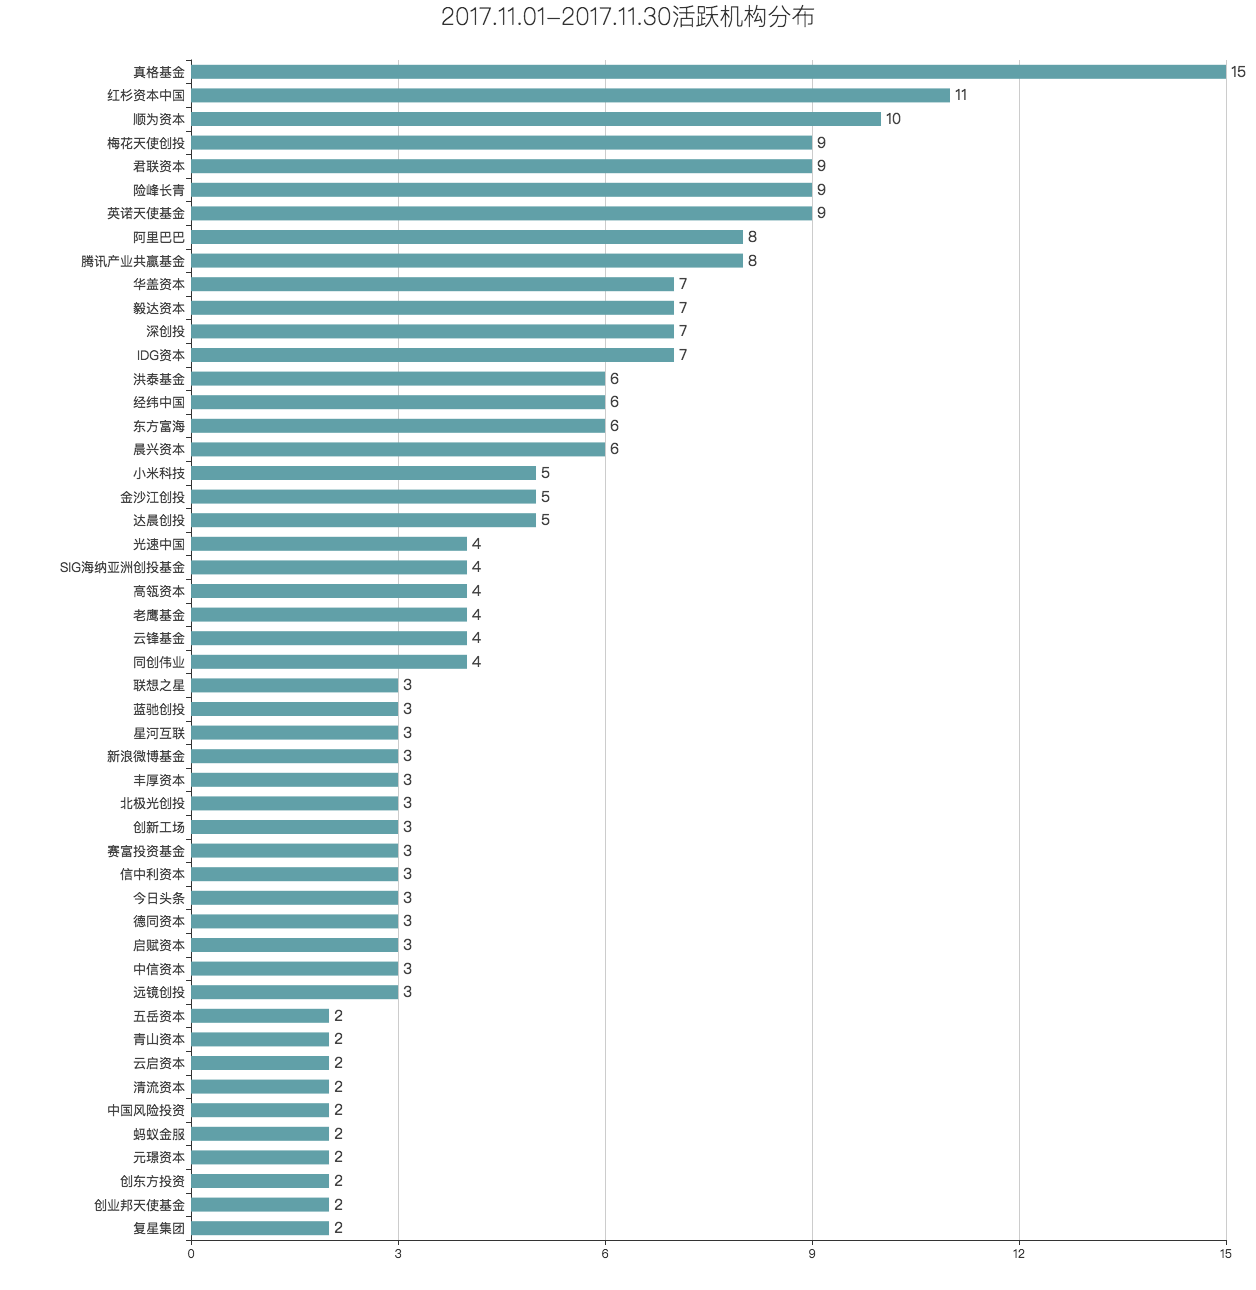 2017.11.01-2017.11.30活跃机构分布
真格基金 15
红杉资本中国 11
顺为资本 10
梅花天使创投 9
君联资本 9
险峰长青 9
英诺天使基金 9
阿里巴巴 8
腾讯产业共赢基金 8
华盖资本 7
毅达资本 7
深创投 7
IDG资本 7
洪泰基金 6
经纬中国 6
东方富海 6
晨兴资本 6
小米科技 5
金沙江创投 5
达晨创投 5
光速中国 4
SIG海纳亚洲创投基金 4
高瓴资本 4
老鹰基金 4
云锋基金 4
同创伟业 4
联想之星 3
蓝驰创投 3
星河互联 3
新浪微博基金 3
丰厚资本 3
北极光创投 3
创新工场 3
赛富投资基金 3
信中利资本 3
今日头条 3
德同资本 3
启赋资本 3
中信资本 3
远镜创投 3
五岳资本 2
青山资本 2
云启资本 2
清流资本 2
中国风险投资 2
蚂蚁金服 2
元璟资本 2
创东方投资 2
创业邦天使基金 2
复星集团 2
0 3 6 9 12 15